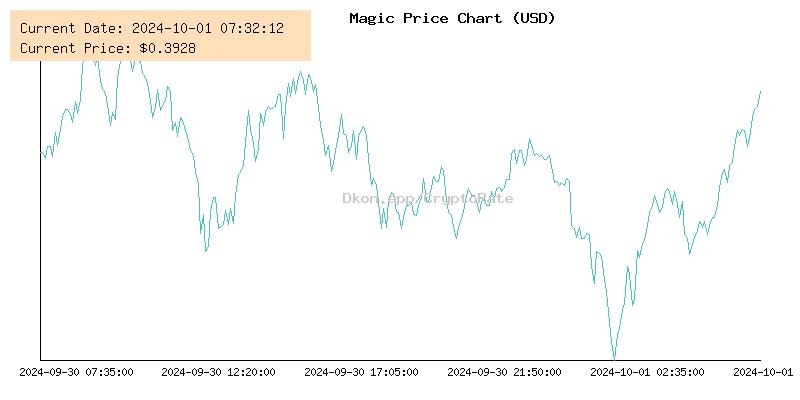 Magic Price Chart (USD)
Current Date: 2024-10-01 07:32:12
Current Price: $0.3928
Dkon.app/CryptoRate
2024-09-30 07:35:00 2024-09-30 12:20:00 2024-09-30 17:05:00 2024-09-30 21:50:00 2024-10-01 02:35:00 2024-10-01